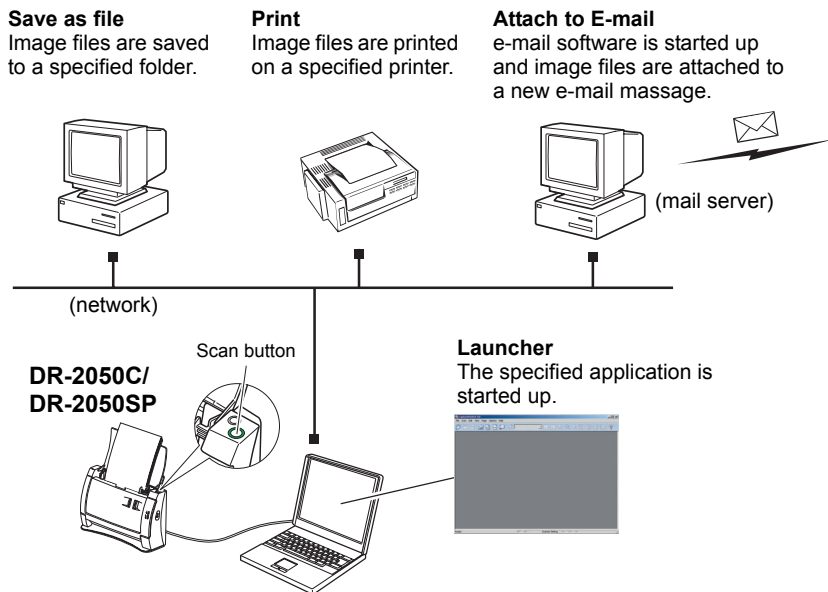 Save as file
Image files are saved
to a specified folder.
Print
Image files are printed
on a specified printer.
Attach to E-mail
e-mail software is started up
and image files are attached to
a new e-mail massage.
(mail server)
(network)
Scan button
DR-2050C/
DR-2050SP
Launcher
The specified application is
started up.